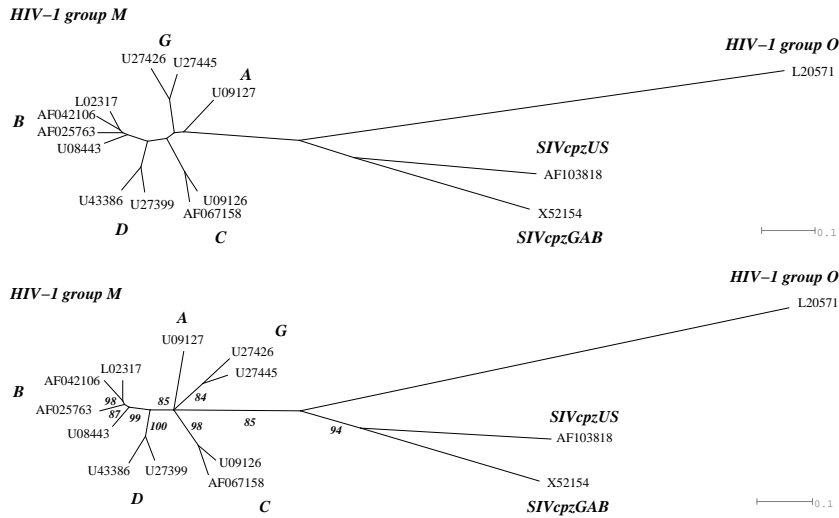 HIV−1 group M
G
HIV−1 group O
U27426
U27445
A
L20571
U09127
L02317
AF042106
B
AF025763
U08443
SIVcpzUS
AF103818
U43386
U27399
U09126
AF067158
X52154
D
C
SIVcpzGAB
0.1
HIV−1 group M
HIV−1 group O
L20571
A
G
U09127
U27426
L02317
U27445
AF042106
B
98
85
84
AF025763
87
99
100
98
85
94
SIVcpzUS
U08443
AF103818
U43386
U27399
U09126
AF067158
X52154
D
C
SIVcpzGAB
0.1